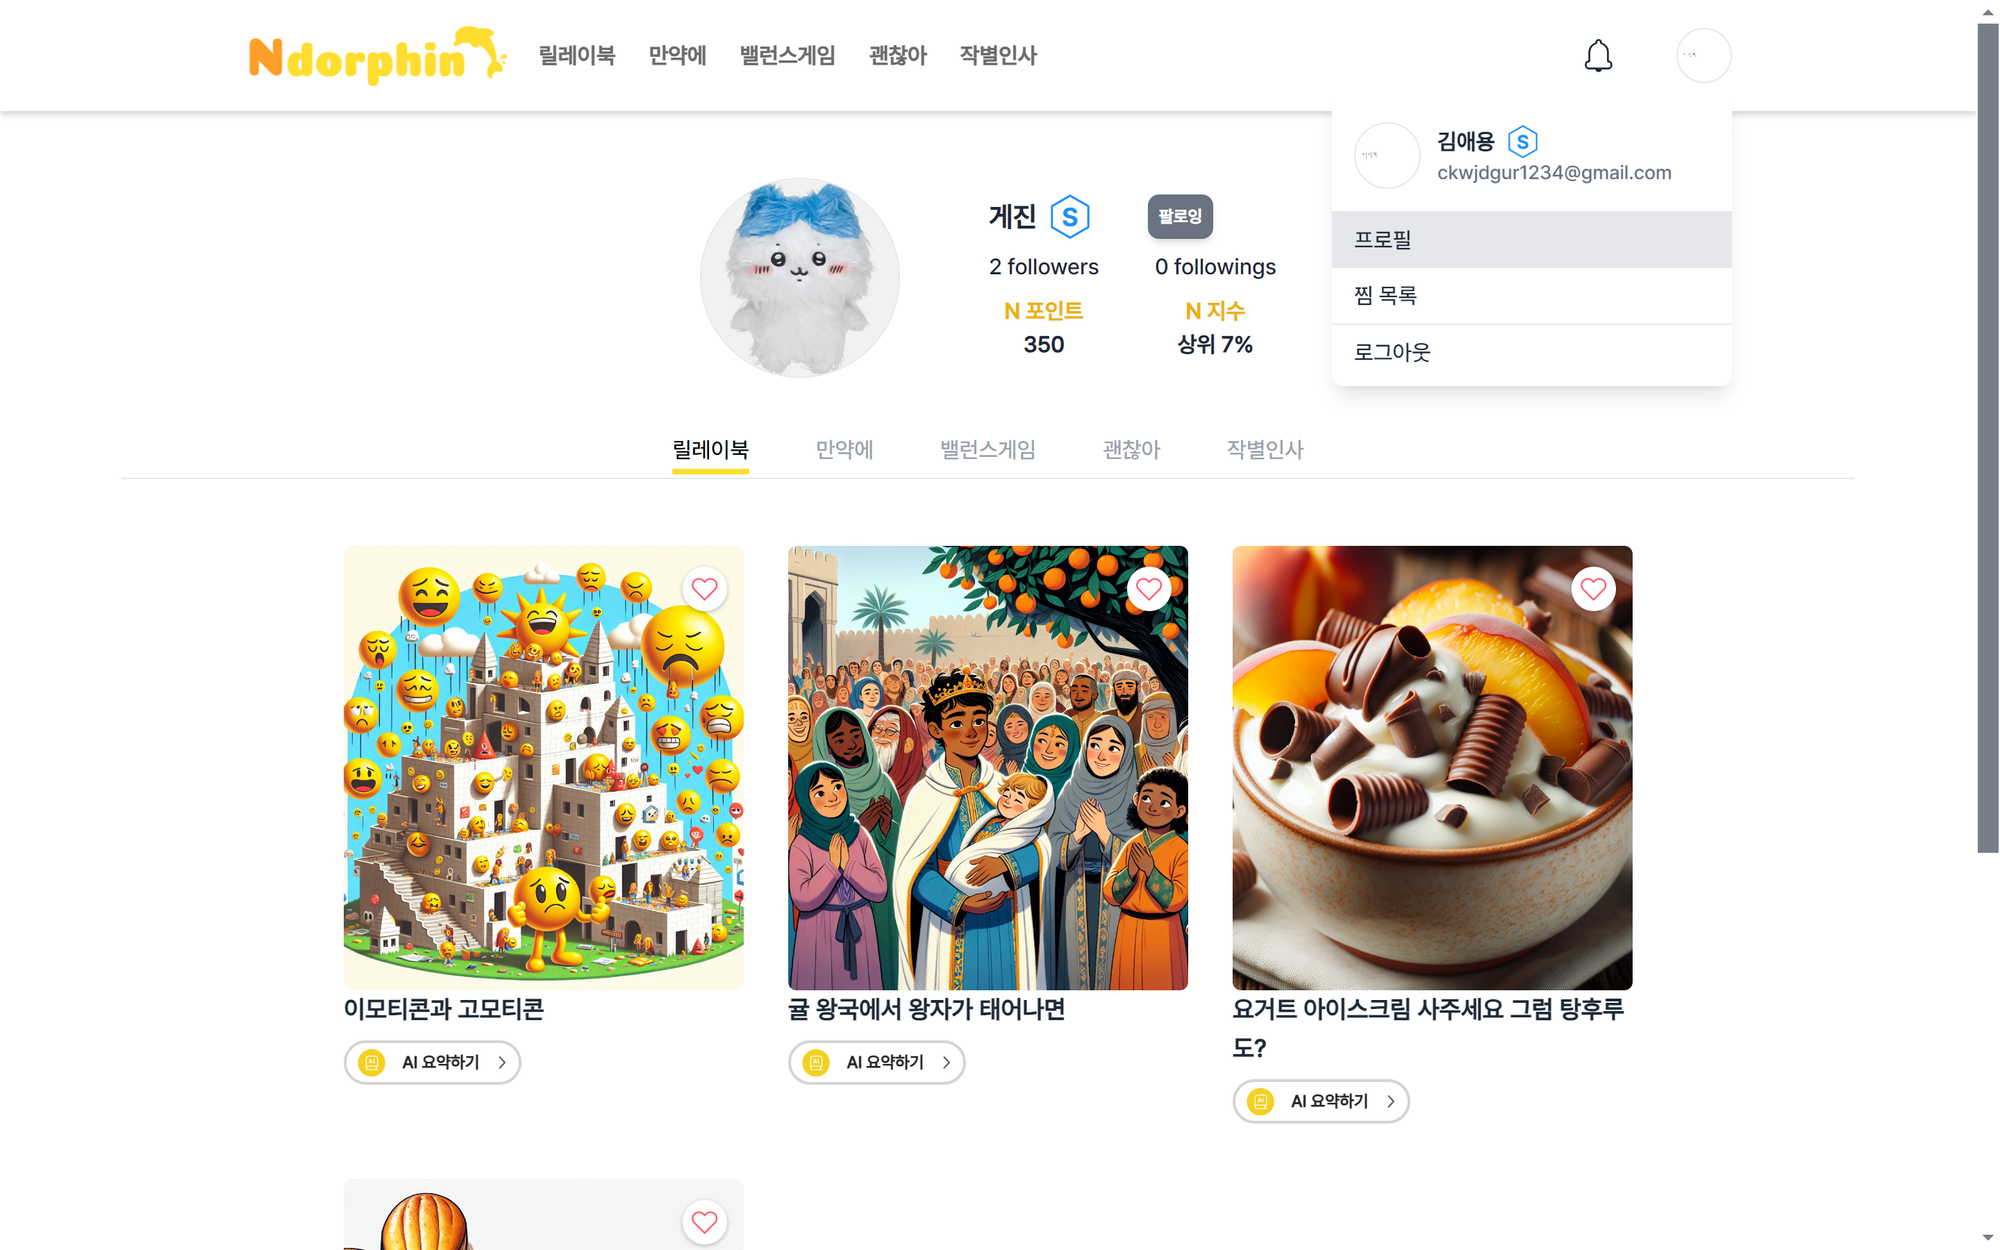 Ndorphin 릴레이북 만약에 밸런스게임 괜찮아 작별인사
김애용 S
ckwjdgur1234@gmail.com
프로필
찜 목록
로그아웃
게진 S 팔로잉
2 followers 0 followings
N 포인트 N 지수
350 상위 7%
릴레이북 만약에 밸런스게임 괜찮아 작별인사
이모티콘과 고모티콘
AI 요약하기
귤 왕국에서 왕자가 태어나면
AI 요약하기
요거트 아이스크림 사주세요 그럼 탕후루
도?
AI 요약하기